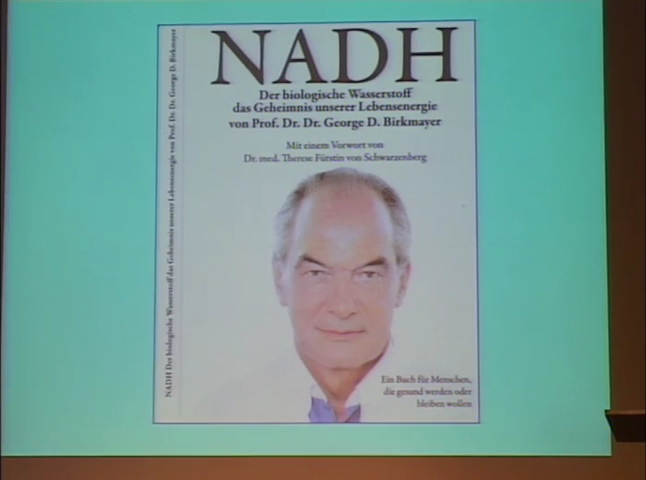 NADH
Der biologische Wasserstoff
das Geheimnis unserer Lebensenergie
von Prof. Dr. Dr. George D. Birkmayer
Mit einem Vorwort von
Dr. med. Therese Fürstin von Schwarzenberg
Ein Buch für Menschen,
die gesund werden oder
bleiben wollen
NADH Der biologische Wasserstoff das Geheimnis unserer Lebensenergie von Prof. Dr. Dr. George D. Birkmayer